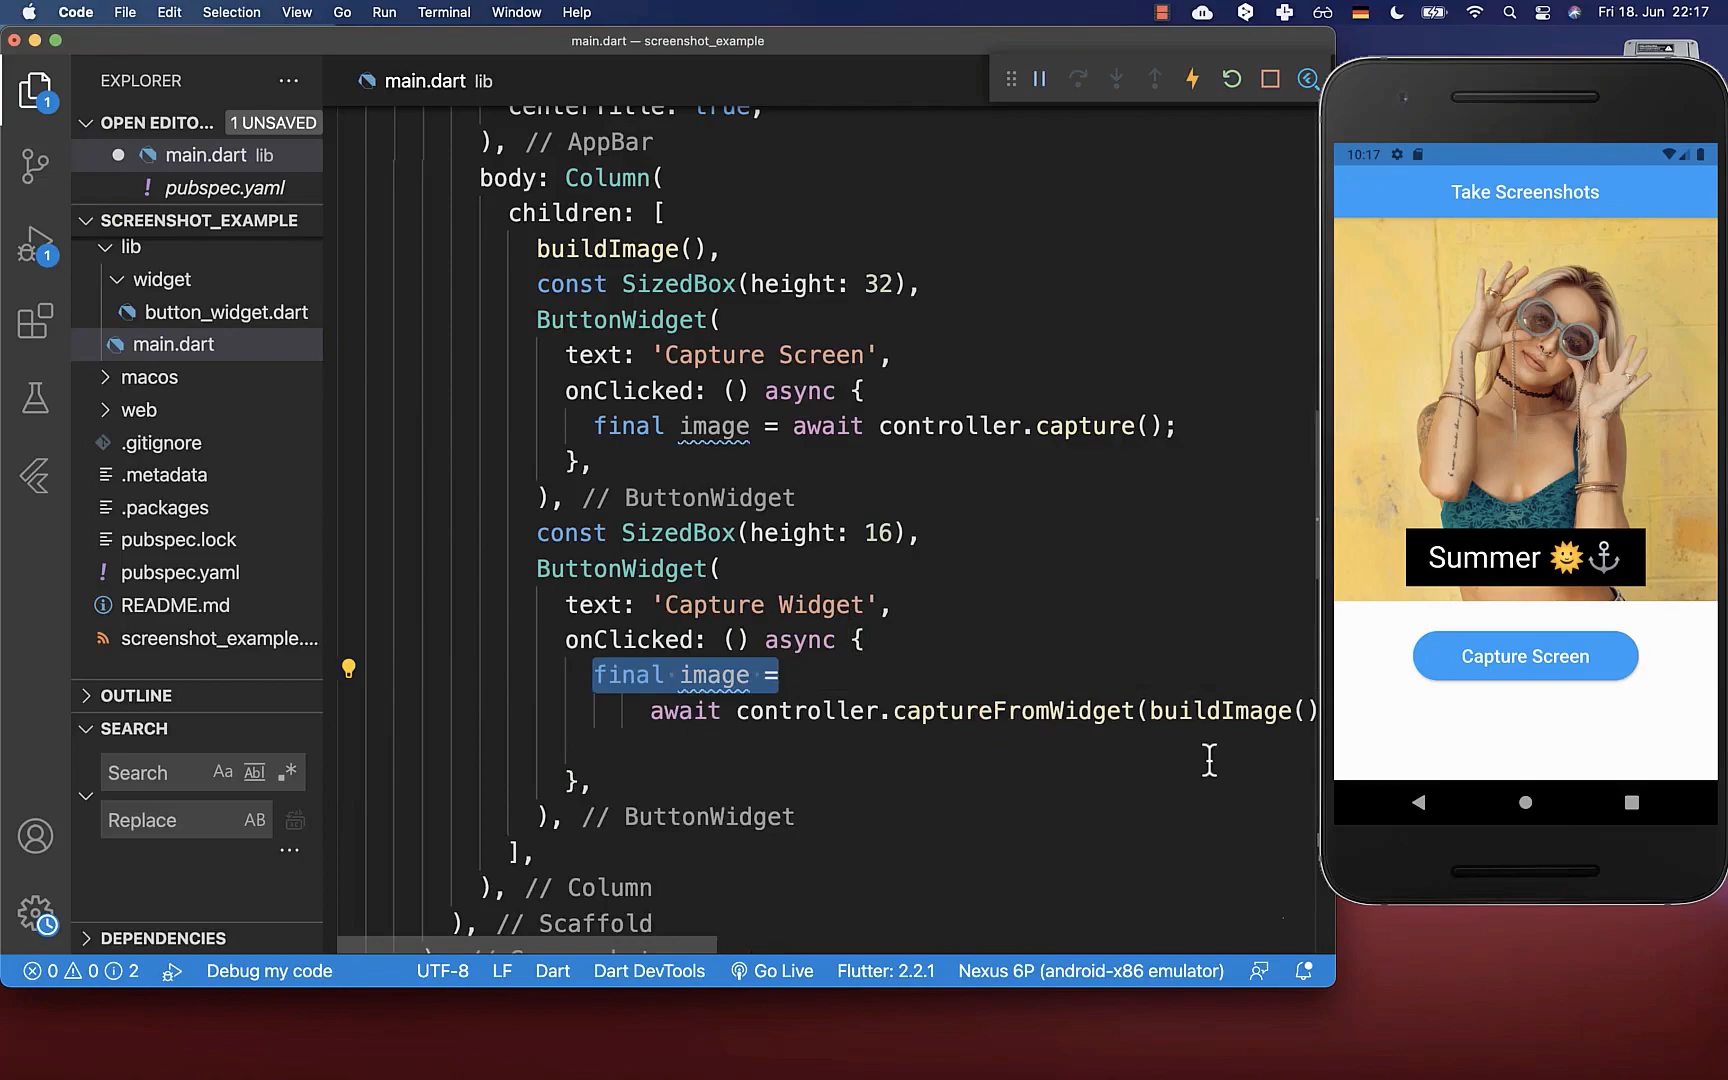 Code File Edit Selection View Go Run Terminal Window Help
Fri 18. Jun 22:17
main.dart — screenshot_example
EXPLORER
OPEN EDITO... 1 UNSAVED
main.dart lib
! pubspec.yaml
SCREENSHOT_EXAMPLE
lib
widget
button_widget.dart
main.dart
macos
web
.gitignore
.metadata
.packages
pubspec.lock
! pubspec.yaml
README.md
screenshot_example....
OUTLINE
SEARCH
Search Aa Abl
Replace AB
...
DEPENDENCIES
1
1
main.dart lib
centerTitle: true,
), // AppBar
body: Column(
children: [
buildImage(),
const SizedBox(height: 32),
ButtonWidget(
text: 'Capture Screen',
onClicked: () async {
final image = await controller.capture();
},
), // ButtonWidget
const SizedBox(height: 16),
ButtonWidget(
text: 'Capture Widget',
onClicked: () async {
final image =
await controller.captureFromWidget(buildImage()
},
), // ButtonWidget
],
), // Column
), // Scaffold
0 0 2 Debug my code UTF-8 LF Dart Dart DevTools Go Live Flutter: 2.2.1 Nexus 6P (android-x86 emulator)
10:17
Take Screenshots
Summer 🌞⚓
Capture Screen